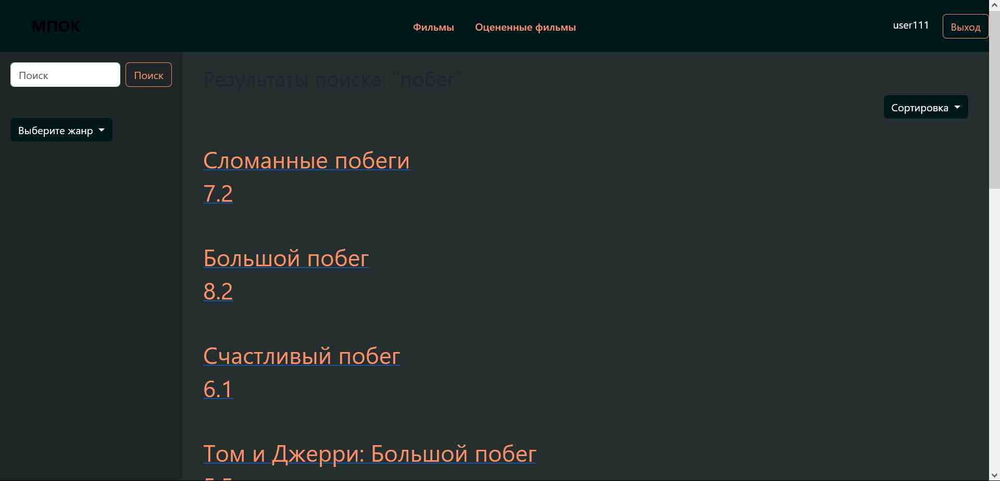 МПОК
Фильмы
Оцененные фильмы
user111
Выход
Поиск
Поиск
Результаты поиска: "побег"
Сортировка
Выберите жанр
Сломанные побеги
7.2
Большой побег
8.2
Счастливый побег
6.1
Том и Джерри: Большой побег